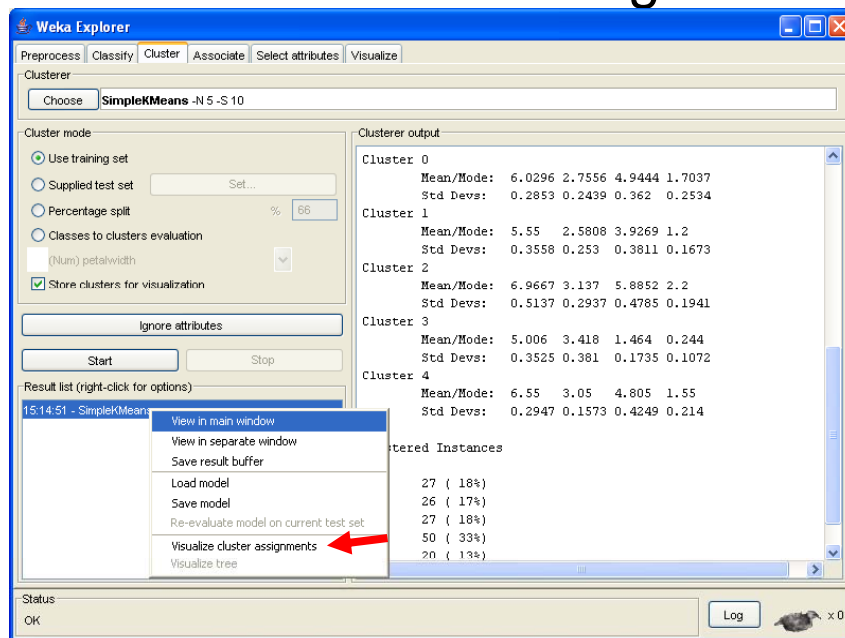 Weka Explorer
Preprocess Classify Cluster Associate Select attributes Visualize
Clusterer
Choose SimpleKMeans -N 5 -S 10
Cluster mode
Use training set
Supplied test set Set...
Percentage split % 66
Classes to clusters evaluation
(Num) petalwidth
Store clusters for visualization
Ignore attributes
Start Stop
Result list (right-click for options)
15:14:51 - SimpleKMeans
View in main window
View in separate window
Save result buffer
Load model
Save model
Re-evaluate model on current test set
Visualize cluster assignments
Visualize tree
Clusterer output
Cluster 0
Mean/Mode: 6.0296 2.7556 4.9444 1.7037
Std Devs: 0.2853 0.2439 0.362 0.2534
Cluster 1
Mean/Mode: 5.55 2.5808 3.9269 1.2
Std Devs: 0.3558 0.253 0.3811 0.1673
Cluster 2
Mean/Mode: 6.9667 3.137 5.8852 2.2
Std Devs: 0.5137 0.2937 0.4785 0.1941
Cluster 3
Mean/Mode: 5.006 3.418 1.464 0.244
Std Devs: 0.3525 0.381 0.1735 0.1072
Cluster 4
Mean/Mode: 6.55 3.05 4.805 1.55
Std Devs: 0.2947 0.1573 0.4249 0.214
tered Instances
27 ( 18%)
26 ( 17%)
27 ( 18%)
50 ( 33%)
20 ( 13%)
Status
OK
Log x 0